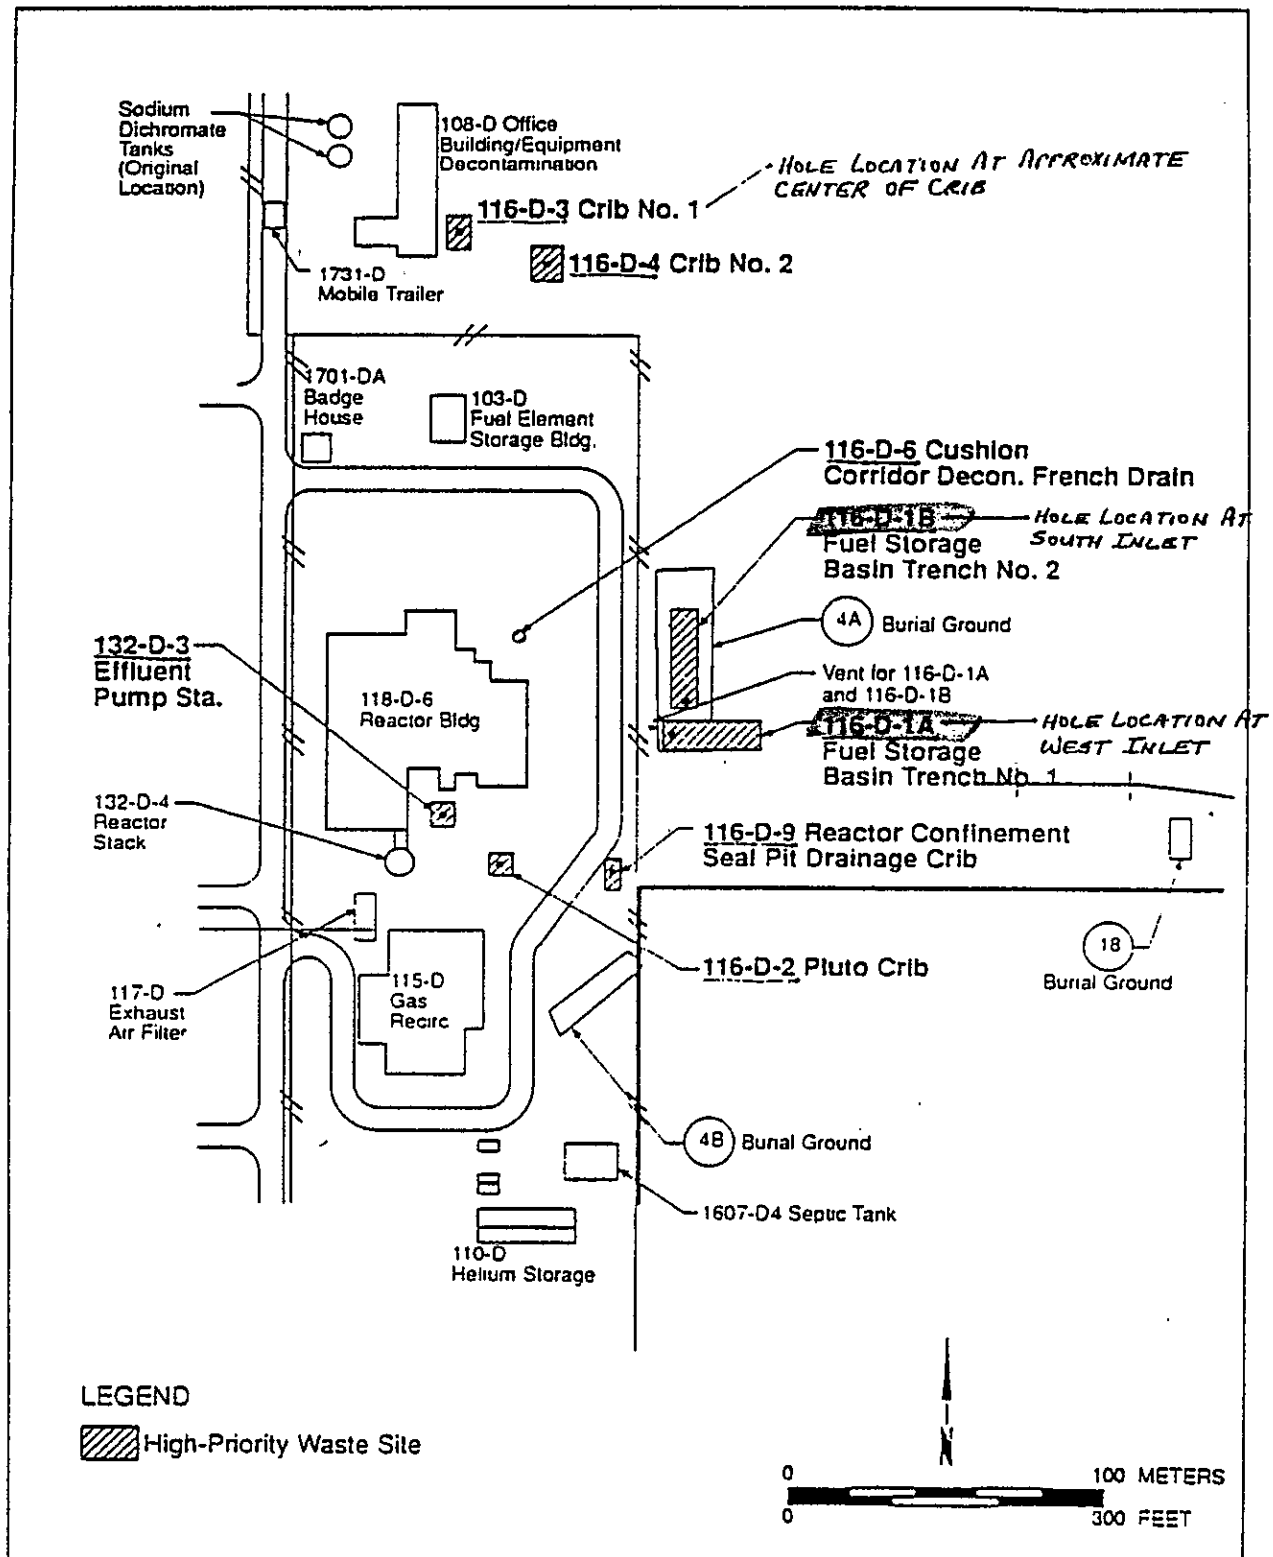 Sodium
Dichromate
Tanks
(Original
Location)
108-D Office
Building/Equipment
Decontamination
HOLE LOCATION AT APPROXIMATE
CENTER OF CRIB
116-D-3 Crib No. 1
116-D-4 Crib No. 2
1731-D
Mobile Trailer
1701-DA
Badge
House
103-D
Fuel Element
Storage Bldg.
116-D-6 Cushion
Corridor Decon. French Drain
116-D-1B
Fuel Storage
Basin Trench No. 2
HOLE LOCATION AT
SOUTH INLET
4A Burial Ground
132-D-3
Effluent
Pump Sta.
118-D-6
Reactor Bldg
Vent for 116-D-1A
and 116-D-1B
116-D-1A
Fuel Storage
Basin Trench No. 1
HOLE LOCATION AT
WEST INLET
132-D-4
Reactor
Stack
116-D-9 Reactor Confinement
Seal Pit Drainage Crib
18
Burial Ground
116-D-2 Pluto Crib
117-D
Exhaust
Air Filter
115-D
Gas
Recirc
4B Burial Ground
1607-D4 Septic Tank
110-D
Helium Storage
LEGEND
High-Priority Waste Site
N
0 100 METERS
0 300 FEET